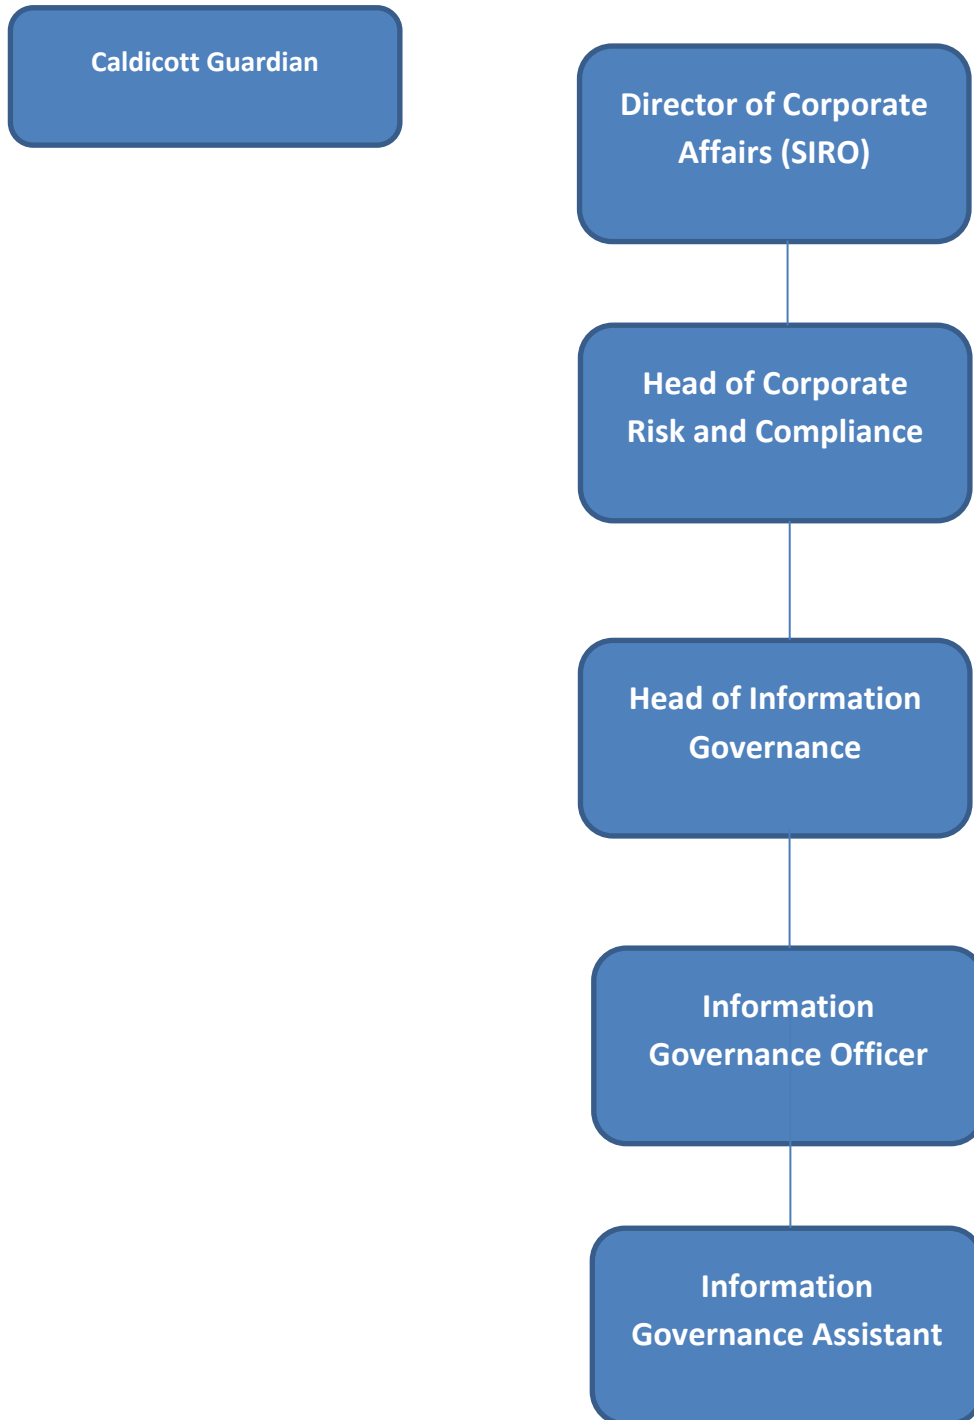 Caldicott Guardian
Director of Corporate
Affairs (SIRO)
Head of Corporate
Risk and Compliance
Head of Information
Governance
Information
Governance Officer
Information
Governance Assistant